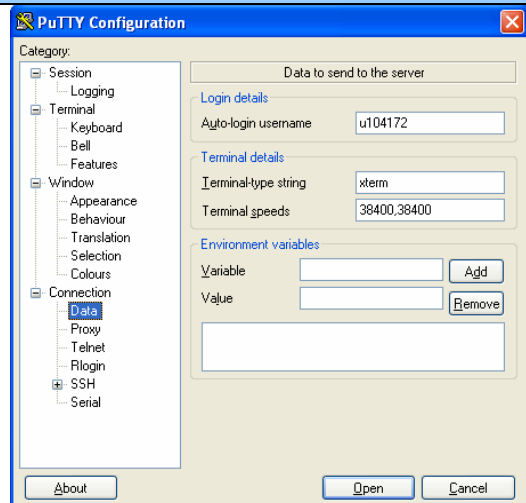 PuTTY Configuration
Category:
Session
Logging
Terminal
Keyboard
Bell
Features
Window
Appearance
Behaviour
Translation
Selection
Colours
Connection
Data
Proxy
Telnet
Rlogin
SSH
Serial
Data to send to the server
Login details
Auto-login username u104172
Terminal details
Terminal-type string xterm
Terminal speeds 38400,38400
Environment variables
Variable Add
Value Remove
About Open Cancel